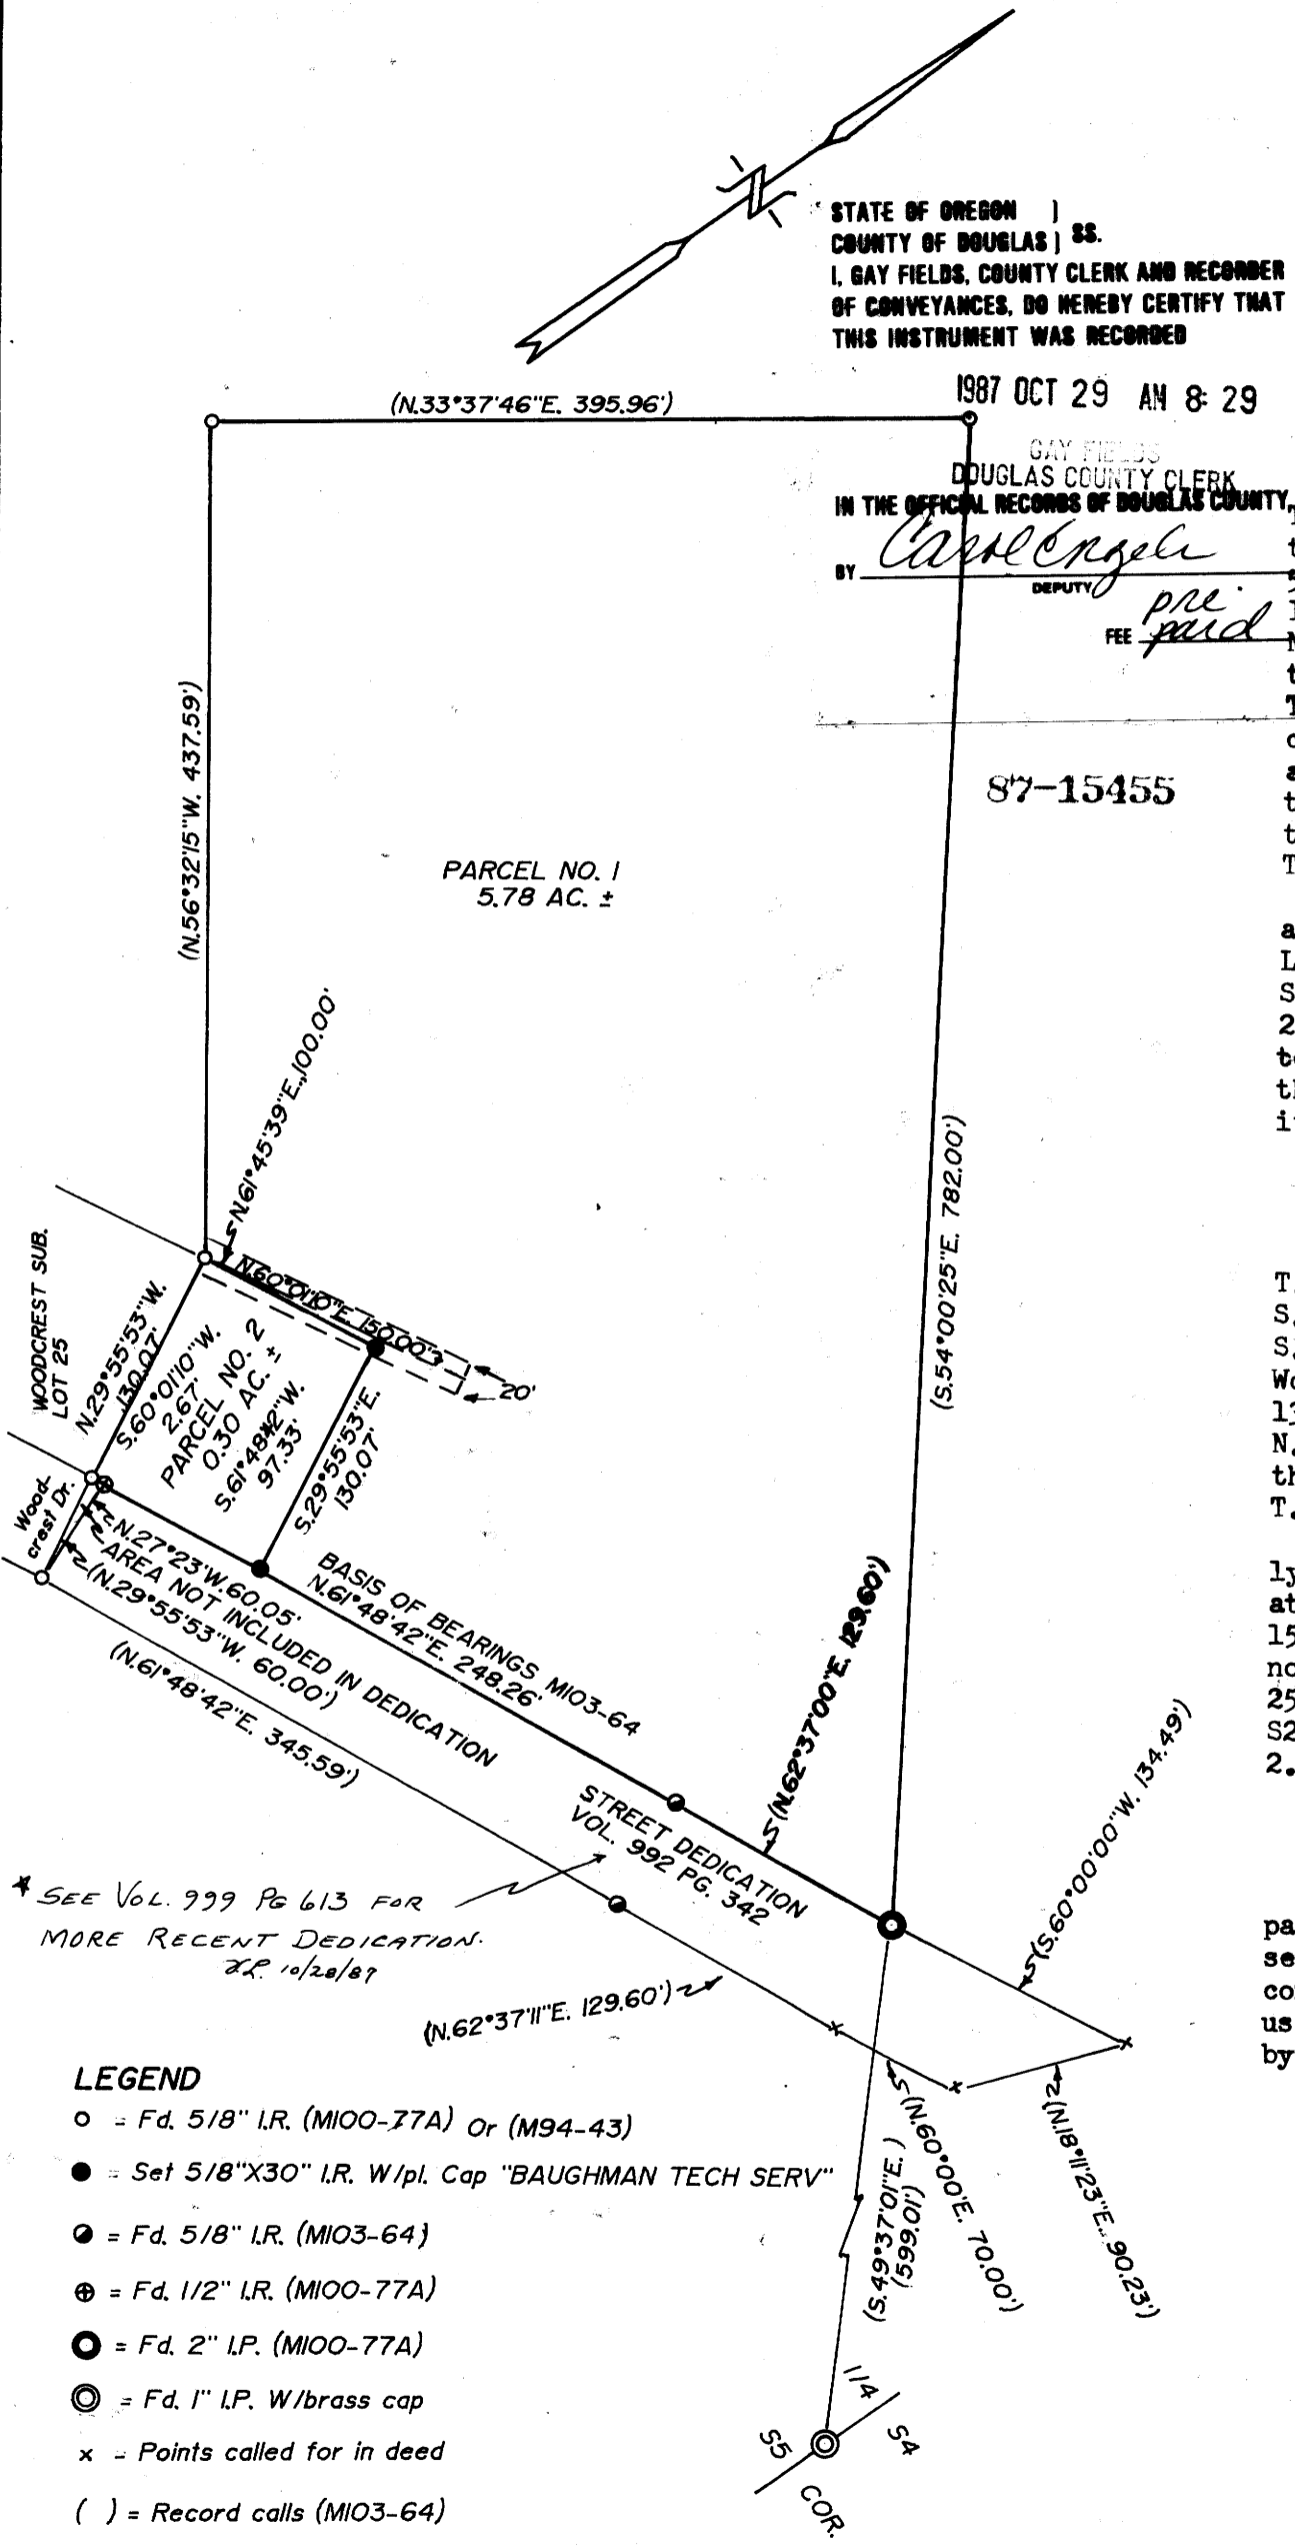 STATE OF OREGON )
COUNTY OF DOUGLAS ) SS.
I, GAY FIELDS, COUNTY CLERK AND RECORDER
OF CONVEYANCES, DO HEREBY CERTIFY THAT
THIS INSTRUMENT WAS RECORDED
1987 OCT 29 AM 8:29
GAY FIELDS
DOUGLAS COUNTY CLERK
IN THE OFFICIAL RECORDS OF DOUGLAS COUNTY,
BY Carol Engels
DEPUTY
FEE pre paid
87-15455
(N.33°37'46"E. 395.96')
(N.56°32'15"W. 437.59')
PARCEL NO. 1
5.78 AC. ±
(S.54°00'25"E. 782.00')
N.61°45'39"E., 100.00'
N.60°01'10"E. 150.00'
20'
WOODCREST SUB.
LOT 25
N.29°55'53"W.
130.07'
S.60°01'10"W.
2.67'
PARCEL NO. 2
0.30 AC. ±
S.61°48'42"W.
97.33'
S.29°55'53"E.
130.07'
Wood-
crest Dr.
N.27°23'W. 60.05'
AREA NOT INCLUDED IN DEDICATION
(N.29°55'53"W. 60.00')
(N.61°48'42"E. 345.59')
BASIS OF BEARINGS M103-64
N.61°48'42"E. 248.26'
(N.62°37'00"E. 129.60')
STREET DEDICATION
VOL. 992 PG. 342
(S.60°00'00"W. 134.49')
* SEE VOL. 999 PG 613 FOR
MORE RECENT DEDICATION.
10/28/87
(N.62°37'11"E. 129.60')
(N.60°00'E. 70.00')
(N.18°11'23"E. 90.23')
(S.49°37'01"E.)
(599.01')
1/4
S5 S4
COR.
LEGEND
○ = Fd. 5/8" I.R. (M100-77A) Or (M94-43)
● = Set 5/8"X30" I.R. W/pl. Cap "BAUGHMAN TECH SERV"
= Fd. 5/8" I.R. (M103-64)
⊕ = Fd. 1/2" I.R. (M100-77A)
= Fd. 2" I.P. (M100-77A)
◎ = Fd. 1" I.P. W/brass cap
x = Points called for in deed
( ) = Record calls (M103-64)